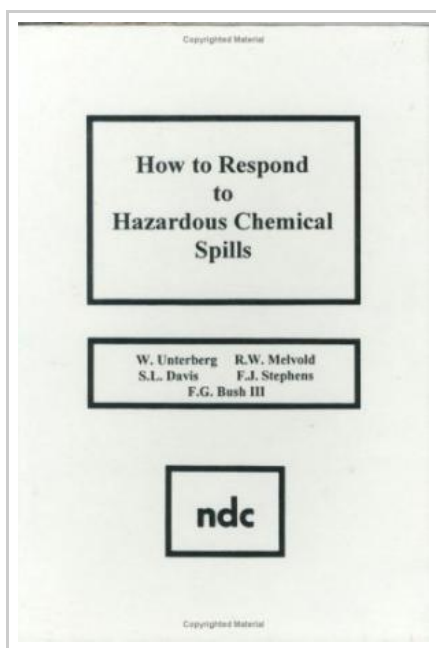 Copyrighted Material
How to Respond
to
Hazardous Chemical
Spills
W. Unterberg R.W. Melvold
S.L. Davis F.J. Stephens
F.G. Bush III
ndc
Copyrighted Material